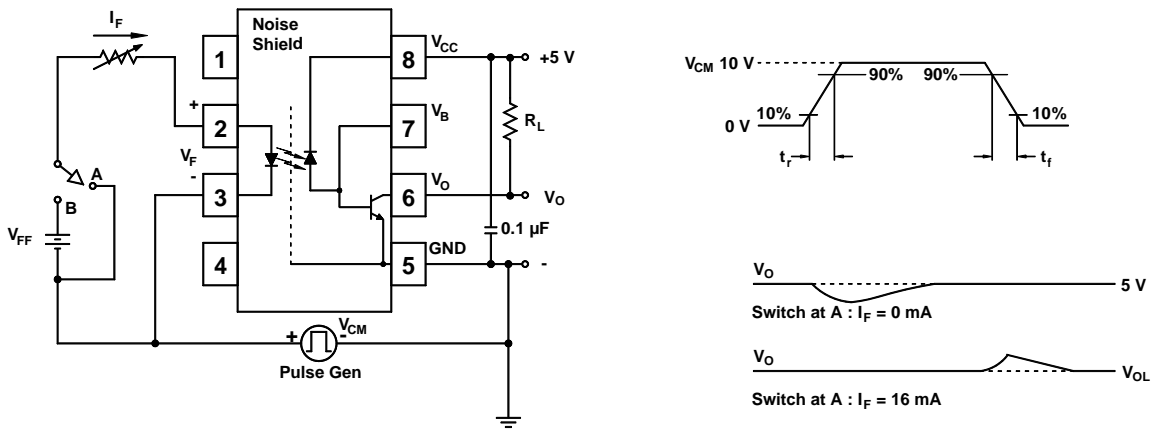 I_F
Noise
Shield
1
8
V_CC
+5 V
+
2
7
V_B
R_L
V_F
-
3
6
V_O
V_O
A
B
V_FF
0.1 µF
4
5
GND
-
+
V_CM
-
Pulse Gen
V_CM 10 V
90%
90%
10%
10%
0 V
t_r
t_f
V_O
5 V
Switch at A : I_F = 0 mA
V_O
V_OL
Switch at A : I_F = 16 mA